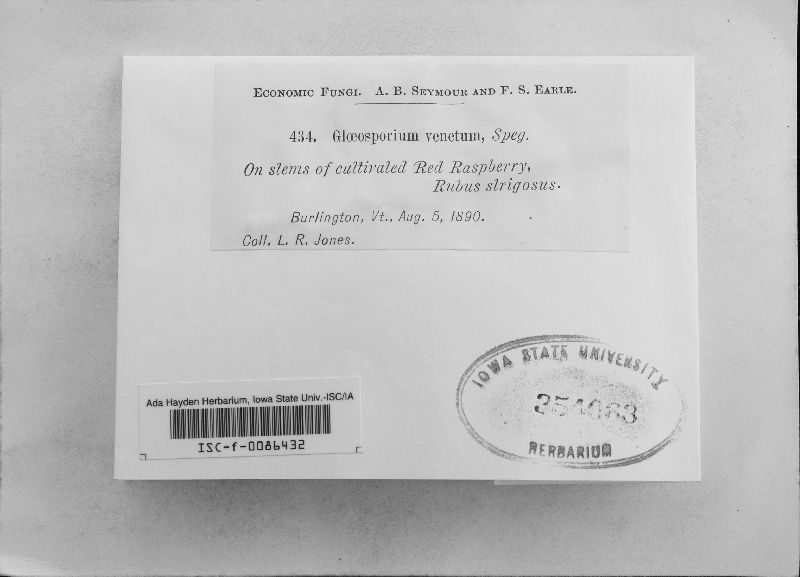 ECONOMIC FUNGI. A. B. SEYMOUR AND F. S. EARLE.
434. Glœosporium venetum, Speg.
On stems of cultivated Red Raspberry,
Rubus strigosus.
Burlington, Vt., Aug. 5, 1890.
Coll. L. R. Jones.
Ada Hayden Herbarium, Iowa State Univ.-ISC/IA
ISC-f-0086432
IOWA STATE UNIVERSITY
HERBARIUM